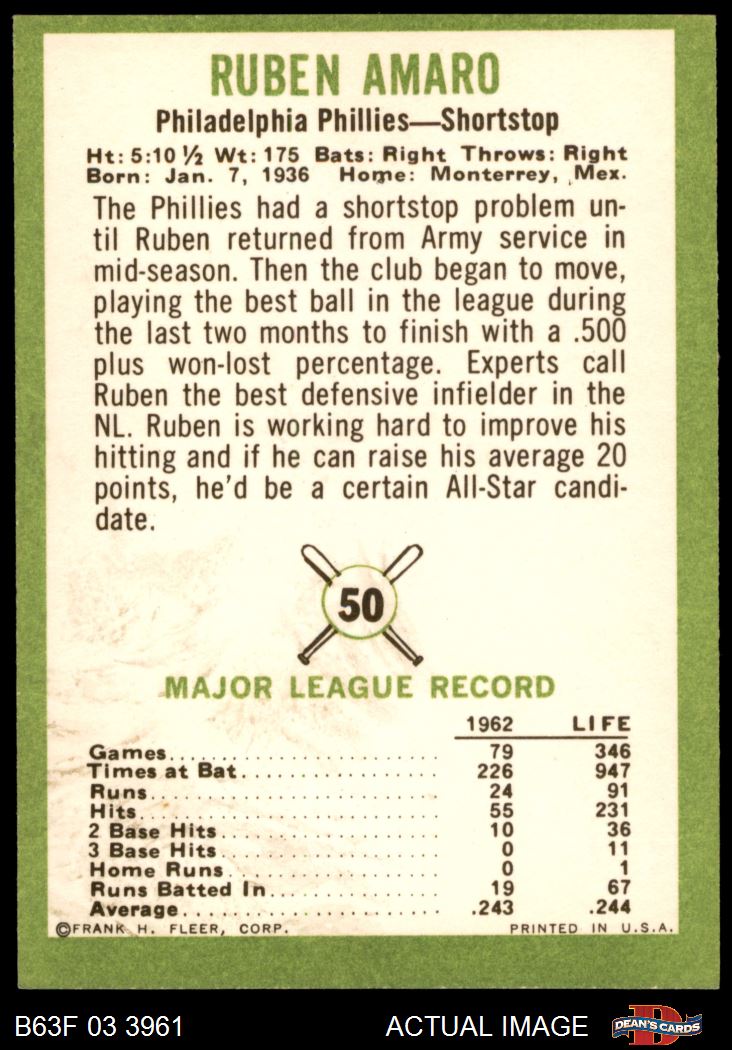 RUBEN AMARO
Philadelphia Phillies—Shortstop
Ht: 5:10 ½ Wt: 175 Bats: Right Throws: Right
Born: Jan. 7, 1936 Home: Monterrey, Mex.
The Phillies had a shortstop problem un-
til Ruben returned from Army service in
mid-season. Then the club began to move,
playing the best ball in the league during
the last two months to finish with a .500
plus won-lost percentage. Experts call
Ruben the best defensive infielder in the
NL. Ruben is working hard to improve his
hitting and if he can raise his average 20
points, he'd be a certain All-Star candi-
date.
50
MAJOR LEAGUE RECORD
1962 LIFE
Games 79 346
Times at Bat 226 947
Runs 24 91
Hits 55 231
2 Base Hits 10 36
3 Base Hits 0 11
Home Runs 0 1
Runs Batted In 19 67
Average .243 .244
©FRANK H. FLEER, CORP. PRINTED IN U.S.A.
B63F 03 3961 ACTUAL IMAGE D DEAN'S CARDS